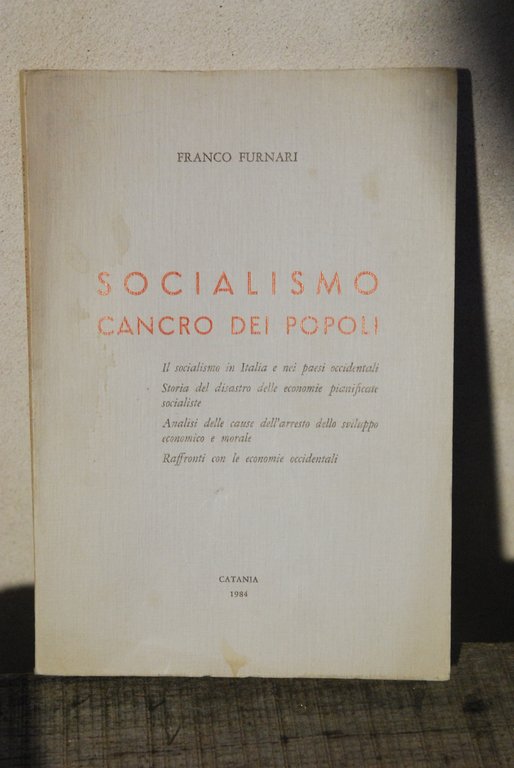 FRANCO FURNARI
SOCIALISMO
CANCRO DEI POPOLI
Il socialismo in Italia e nei paesi occidentali
Storia del disastro delle economie pianificate
socialiste
Analisi delle cause dell'arresto dello sviluppo
economico e morale
Raffronti con le economie occidentali
CATANIA
1984